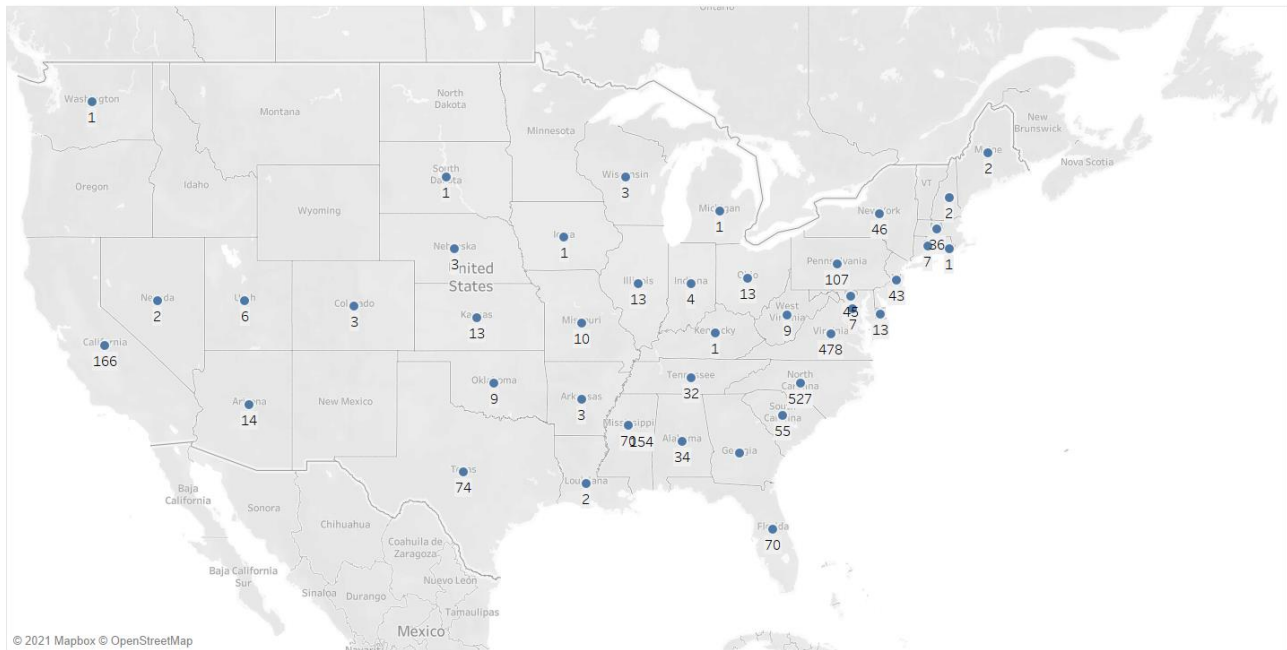 Ontario
Washington
1
Montana
North
Dakota
Minnesota
New
Brunswick
Maine
2
Nova Scotia
Oregon
Idaho
South
Dakota
1
Wisconsin
3
VT
2
Wyoming
Michigan
1
New York
46
36
7
1
Nebraska
3
Iowa
1
United
States
Pennsylvania
107
Nevada
2
Utah
6
Colorado
3
Kansas
13
Illinois
13
Indiana
4
Ohio
13
43
45
7
13
West
Virginia
9
Missouri
10
Kentucky
1
Virginia
478
California
166
Arizona
14
New Mexico
Oklahoma
9
Arkansas
3
Tennessee
32
North
Carolina
527
South
Carolina
55
Mississippi
154
Alabama
34
Georgia
Texas
74
Louisiana
2
Florida
70
Baja
California
Sonora
Chihuahua
Coahuila de
Zaragoza
Baja California
Sur
Sinaloa
Durango
Nuevo León
Tamaulipas
Mexico
© 2021 Mapbox © OpenStreetMap